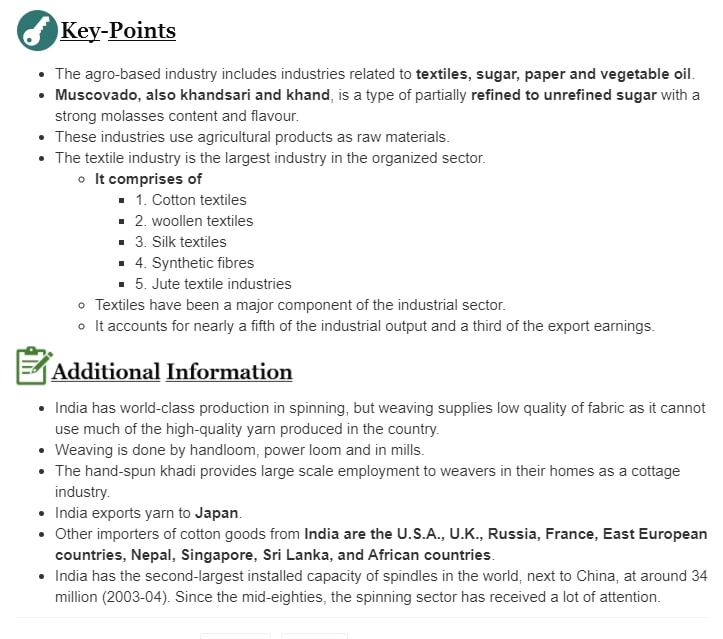 Key-Points
The agro-based industry includes industries related to textiles, sugar, paper and vegetable oil.
Muscovado, also khandsari and khand, is a type of partially refined to unrefined sugar with a
strong molasses content and flavour.
These industries use agricultural products as raw materials.
The textile industry is the largest industry in the organized sector.
It comprises of
1. Cotton textiles
2. woollen textiles
3. Silk textiles
4. Synthetic fibres
5. Jute textile industries
Textiles have been a major component of the industrial sector.
It accounts for nearly a fifth of the industrial output and a third of the export earnings.
Additional Information
India has world-class production in spinning, but weaving supplies low quality of fabric as it cannot
use much of the high-quality yarn produced in the country.
Weaving is done by handloom, power loom and in mills.
The hand-spun khadi provides large scale employment to weavers in their homes as a cottage
industry.
India exports yarn to Japan.
Other importers of cotton goods from India are the U.S.A., U.K., Russia, France, East European
countries, Nepal, Singapore, Sri Lanka, and African countries.
India has the second-largest installed capacity of spindles in the world, next to China, at around 34
million (2003-04). Since the mid-eighties, the spinning sector has received a lot of attention.